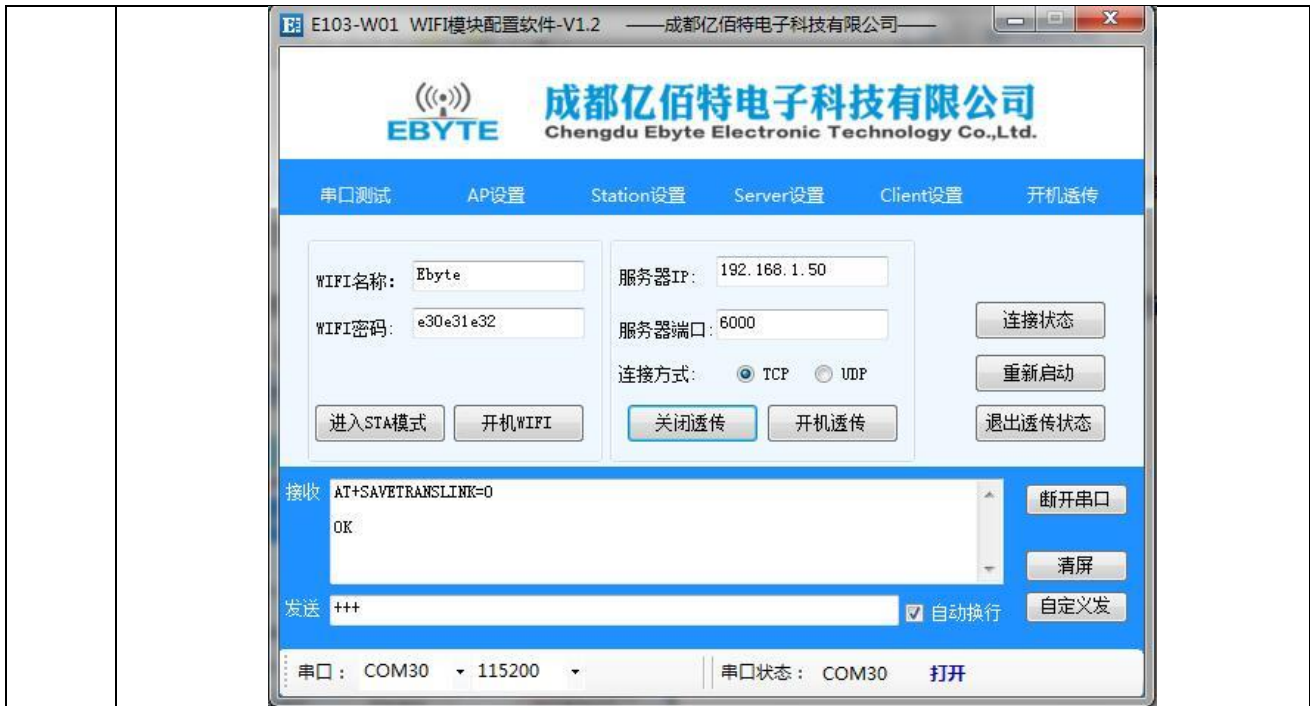 E103-W01 WIFI模块配置软件-V1.2 ——成都亿佰特电子科技有限公司——
EBYTE
成都亿佰特电子科技有限公司
Chengdu Ebyte Electronic Technology Co.,Ltd.
串口测试 AP设置 Station设置 Server设置 Client设置 开机透传
WIFI名称: Ebyte 服务器IP: 192.168.1.50
WIFI密码: e30e31e32 服务器端口: 6000 连接状态
连接方式: TCP UDP 重新启动
进入STA模式 开机WIFI 关闭透传 开机透传 退出透传状态
接收 AT+SAVETRANSLINK=0 断开串口
OK
清屏
发送 +++ 自动换行 自定义发
串口: COM30 115200 串口状态: COM30 打开